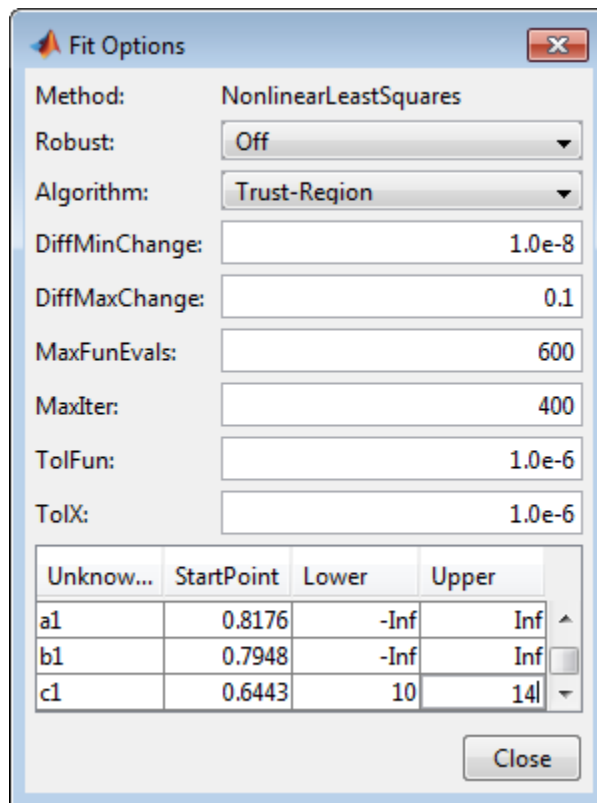 Fit Options
Method: NonlinearLeastSquares
Robust: Off
Algorithm: Trust-Region
DiffMinChange: 1.0e-8
DiffMaxChange: 0.1
MaxFunEvals: 600
MaxIter: 400
TolFun: 1.0e-6
TolX: 1.0e-6
Unknow... StartPoint Lower Upper
a1 0.8176 -Inf Inf
b1 0.7948 -Inf Inf
c1 0.6443 10 14
Close